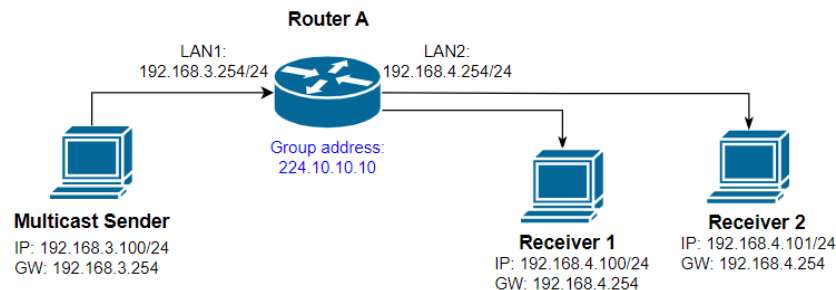 Router A
LAN1:
192.168.3.254/24
LAN2:
192.168.4.254/24
Group address:
224.10.10.10
Multicast Sender
IP: 192.168.3.100/24
GW: 192.168.3.254
Receiver 1
IP: 192.168.4.100/24
GW: 192.168.4.254
Receiver 2
IP: 192.168.4.101/24
GW: 192.168.4.254